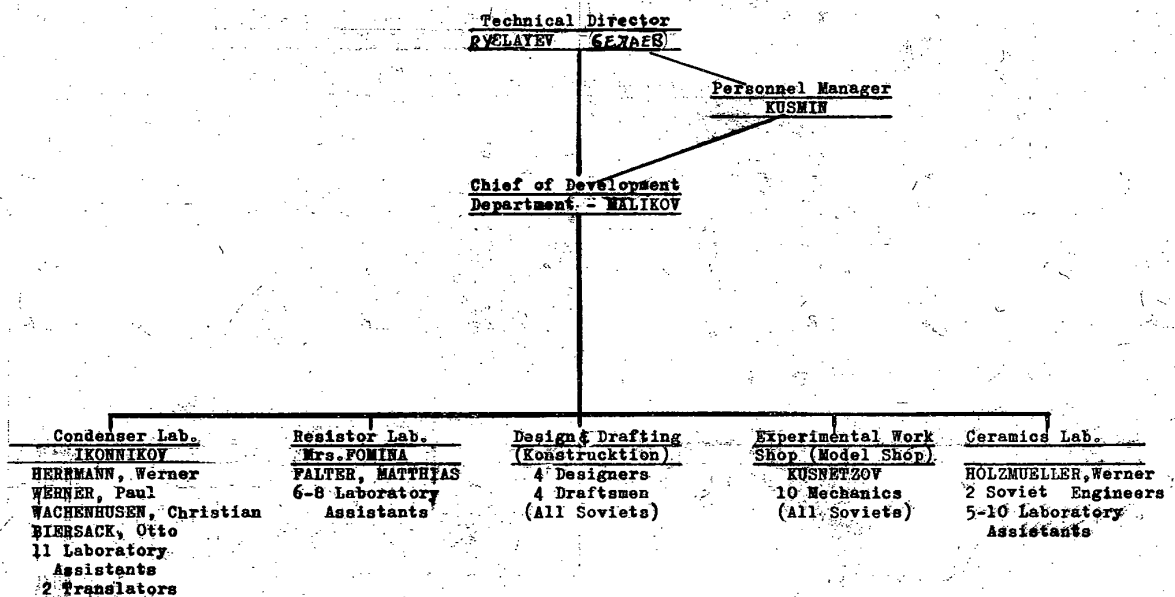 Technical Director
RYELAYEV (БЕЛАЕВ)
Personnel Manager
KUSMIN
Chief of Development
Department - MALIKOV
Condenser Lab.
IKONNIKOV
HERRMANN, Werner
WERNER, Paul
WACHENHUSEN, Christian
BIERSACK, Otto
11 Laboratory
Assistants
2 Translators
Resistor Lab.
Mrs. FOMINA
FALTER, MATTHIAS
6-8 Laboratory
Assistants
Design & Drafting
(Konstrucktion)
4 Designers
4 Draftsmen
(All Soviets)
Experimental Work
Shop (Model Shop)
KUSNETZOV
10 Mechanics
(All Soviets)
Ceramics Lab.
HOLZMUELLER, Werner
2 Soviet Engineers
5-10 Laboratory
Assistants